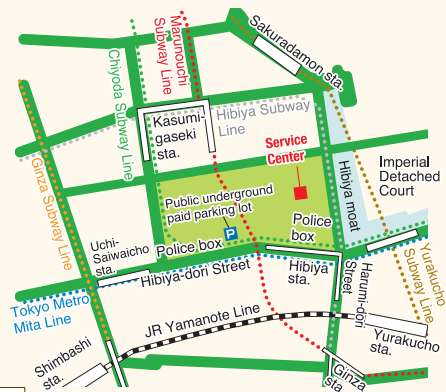 Sakuradamon sta.
Marunouchi
Subway Line
Chiyoda Subway Line
Kasumi-
gaseki
sta.
Hibiya Subway
Line
Service
Center
Imperial
Detached
Court
Hibiya moat
Ginza Subway Line
Public underground
paid parking lot
P
Police
box
Uchi-
Saiwaicho
sta.
Police box
Hibiya-dori Street
Hibiya
sta.
Harumi-dori
Street
Yurakucho
Subway Line
Tokyo Metro
Mita Line
JR Yamanote Line
Yurakucho
sta.
Shimbashi
sta.
Ginza
sta.